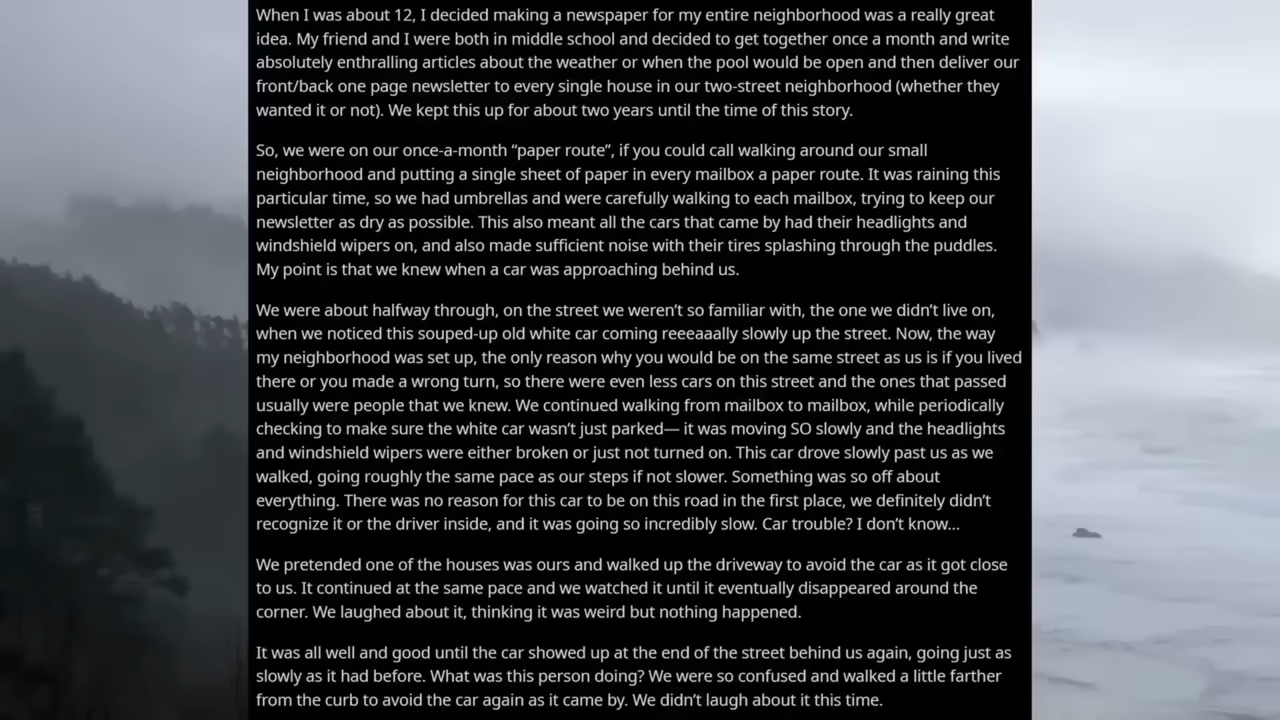 When I was about 12, I decided making a newspaper for my entire neighborhood was a really great
idea. My friend and I were both in middle school and decided to get together once a month and write
absolutely enthralling articles about the weather or when the pool would be open and then deliver our
front/back one page newsletter to every single house in our two-street neighborhood (whether they
wanted it or not). We kept this up for about two years until the time of this story.
So, we were on our once-a-month “paper route”, if you could call walking around our small
neighborhood and putting a single sheet of paper in every mailbox a paper route. It was raining this
particular time, so we had umbrellas and were carefully walking to each mailbox, trying to keep our
newsletter as dry as possible. This also meant all the cars that came by had their headlights and
windshield wipers on, and also made sufficient noise with their tires splashing through the puddles.
My point is that we knew when a car was approaching behind us.
We were about halfway through, on the street we weren’t so familiar with, the one we didn’t live on,
when we noticed this souped-up old white car coming reeeaaally slowly up the street. Now, the way
my neighborhood was set up, the only reason why you would be on the same street as us is if you lived
there or you made a wrong turn, so there were even less cars on this street and the ones that passed
usually were people that we knew. We continued walking from mailbox to mailbox, while periodically
checking to make sure the white car wasn’t just parked— it was moving SO slowly and the headlights
and windshield wipers were either broken or just not turned on. This car drove slowly past us as we
walked, going roughly the same pace as our steps if not slower. Something was so off about
everything. There was no reason for this car to be on this road in the first place, we definitely didn’t
recognize it or the driver inside, and it was going so incredibly slow. Car trouble? I don’t know…
We pretended one of the houses was ours and walked up the driveway to avoid the car as it got close
to us. It continued at the same pace and we watched it until it eventually disappeared around the
corner. We laughed about it, thinking it was weird but nothing happened.
It was all well and good until the car showed up at the end of the street behind us again, going just as
slowly as it had before. What was this person doing? We were so confused and walked a little farther
from the curb to avoid the car again as it came by. We didn’t laugh about it this time.